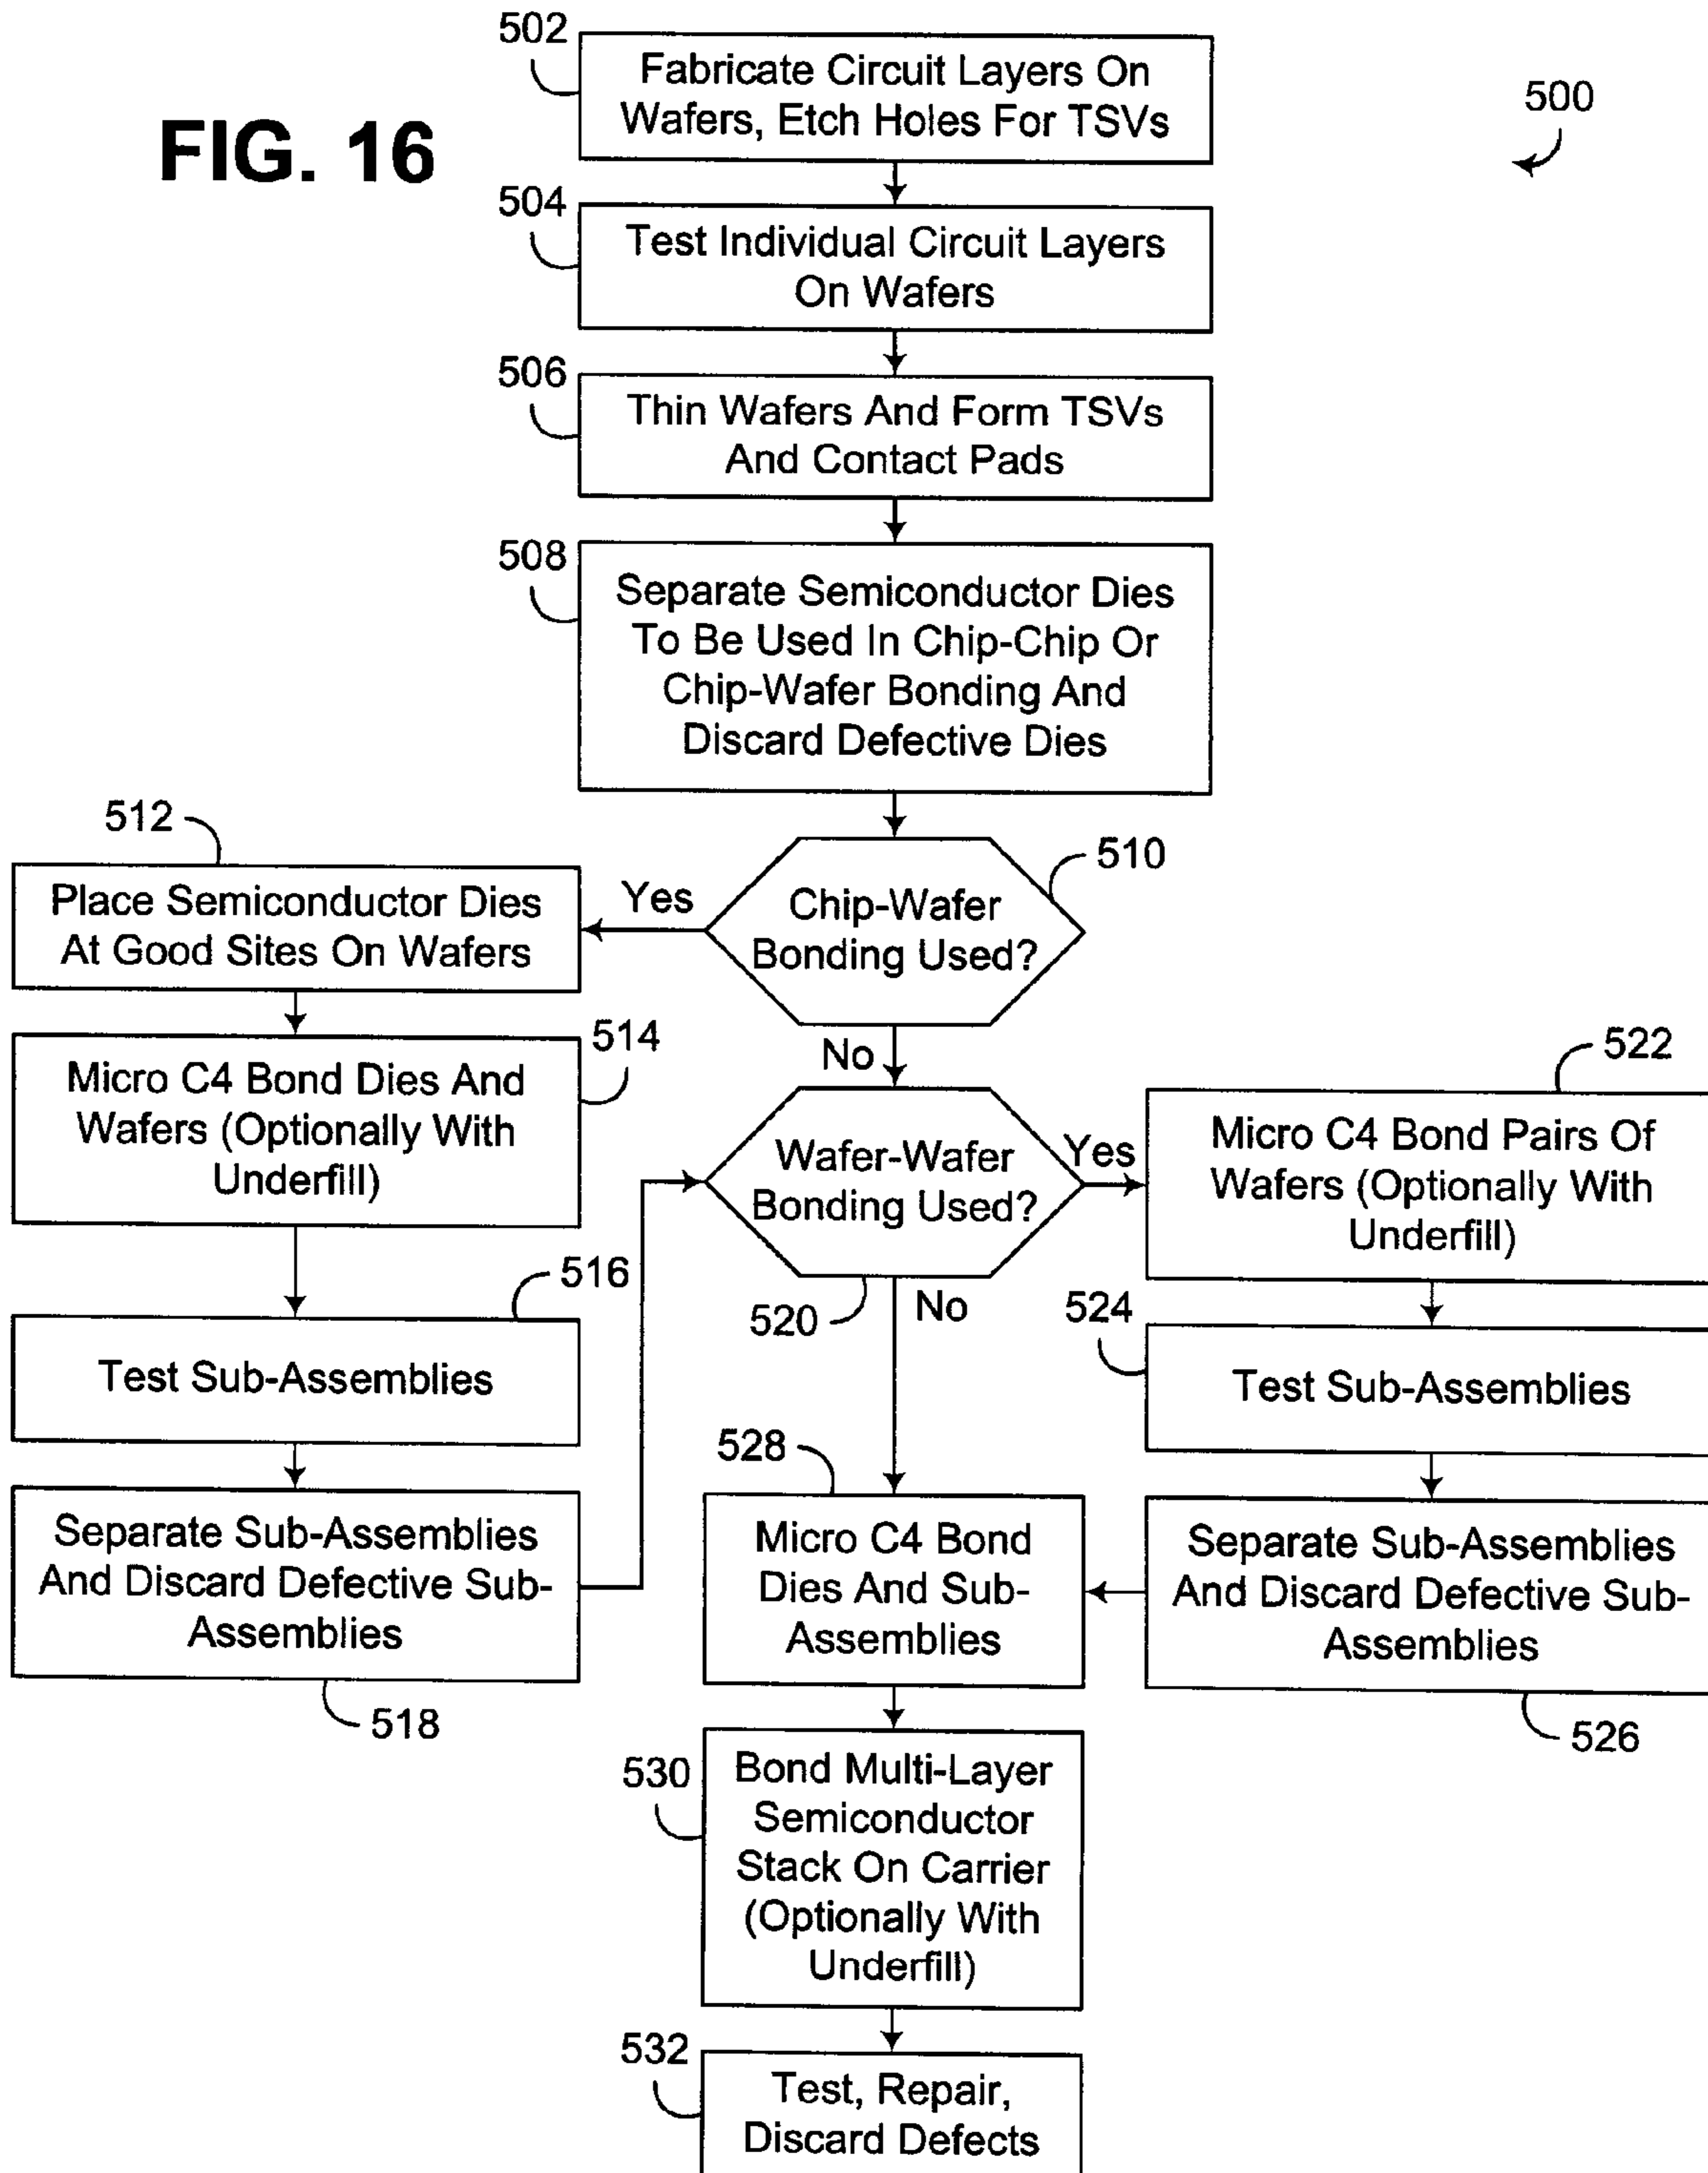 502
Fabricate Circuit Layers On
Wafers, Etch Holes For TSVs
FIG. 16
500
504
Test Individual Circuit Layers
On Wafers
506
Thin Wafers And Form TSVs
And Contact Pads
508
Separate Semiconductor Dies
To Be Used In Chip-Chip Or
Chip-Wafer Bonding And
Discard Defective Dies
510
Chip-Wafer
Bonding Used?
Yes
No
512
Place Semiconductor Dies
At Good Sites On Wafers
514
Micro C4 Bond Dies And
Wafers (Optionally With
Underfill)
516
Test Sub-Assemblies
Separate Sub-Assemblies
And Discard Defective Sub-
Assemblies
518
Wafer-Wafer
Bonding Used?
Yes
520
No
522
Micro C4 Bond Pairs Of
Wafers (Optionally With
Underfill)
524
Test Sub-Assemblies
Separate Sub-Assemblies
And Discard Defective Sub-
Assemblies
526
528
Micro C4 Bond
Dies And Sub-
Assemblies
530
Bond Multi-Layer
Semiconductor
Stack On Carrier
(Optionally With
Underfill)
532
Test, Repair,
Discard Defects